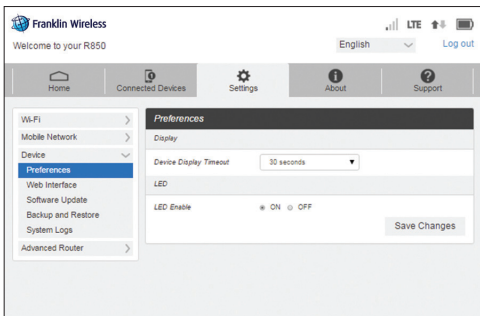 Franklin Wireless
LTE
Welcome to your R850
English
Log out
Home
Connected Devices
Settings
About
Support
Wi-Fi
Mobile Network
Device
Preferences
Web Interface
Software Update
Backup and Restore
System Logs
Advanced Router
Preferences
Display
Device Display Timeout
30 seconds
LED
LED Enable
ON OFF
Save Changes